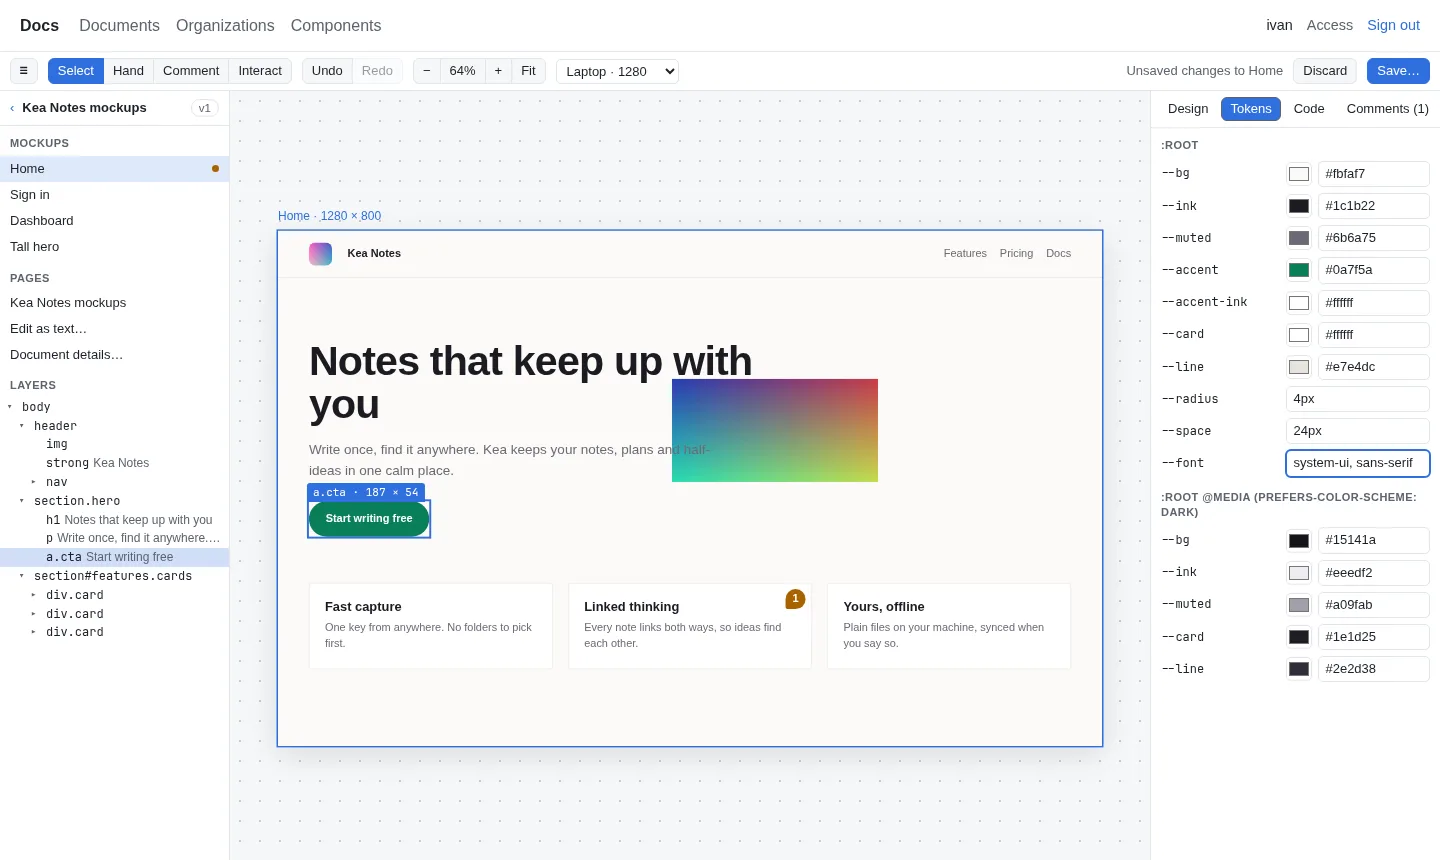 Docs Documents Organizations Components ivan Access Sign out
≡ Select Hand Comment Interact Undo Redo − 64% + Fit Laptop · 1280 Unsaved changes to Home Discard Save…
‹ Kea Notes mockups v1
MOCKUPS
Home
Sign in
Dashboard
Tall hero
PAGES
Kea Notes mockups
Edit as text…
Document details…
LAYERS
body
header
img
strong Kea Notes
nav
section.hero
h1 Notes that keep up with you
p Write once, find it anywhere.…
a.cta Start writing free
section#features.cards
div.card
div.card
div.card
Home · 1280 × 800
Kea Notes Features Pricing Docs
Notes that keep up with
you
Write once, find it anywhere. Kea keeps your notes, plans and half-
ideas in one calm place.
a.cta · 187 × 54
Start writing free
Fast capture
One key from anywhere. No folders to pick
first.
Linked thinking
1
Every note links both ways, so ideas find
each other.
Yours, offline
Plain files on your machine, synced when
you say so.
Design Tokens Code Comments (1)
:ROOT
--bg #fbfaf7
--ink #1c1b22
--muted #6b6a75
--accent #0a7f5a
--accent-ink #ffffff
--card #ffffff
--line #e7e4dc
--radius 4px
--space 24px
--font system-ui, sans-serif
:ROOT @MEDIA (PREFERS-COLOR-SCHEME:
DARK)
--bg #15141a
--ink #eeedf2
--muted #a09fab
--card #1e1d25
--line #2e2d38